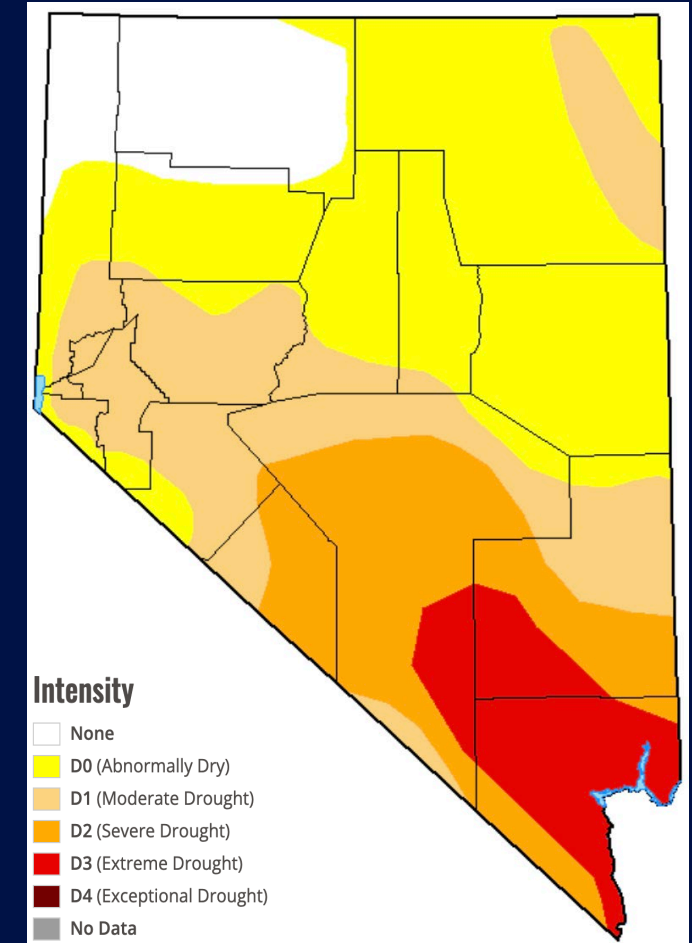 Intensity
None
D0 (Abnormally Dry)
D1 (Moderate Drought)
D2 (Severe Drought)
D3 (Extreme Drought)
D4 (Exceptional Drought)
No Data